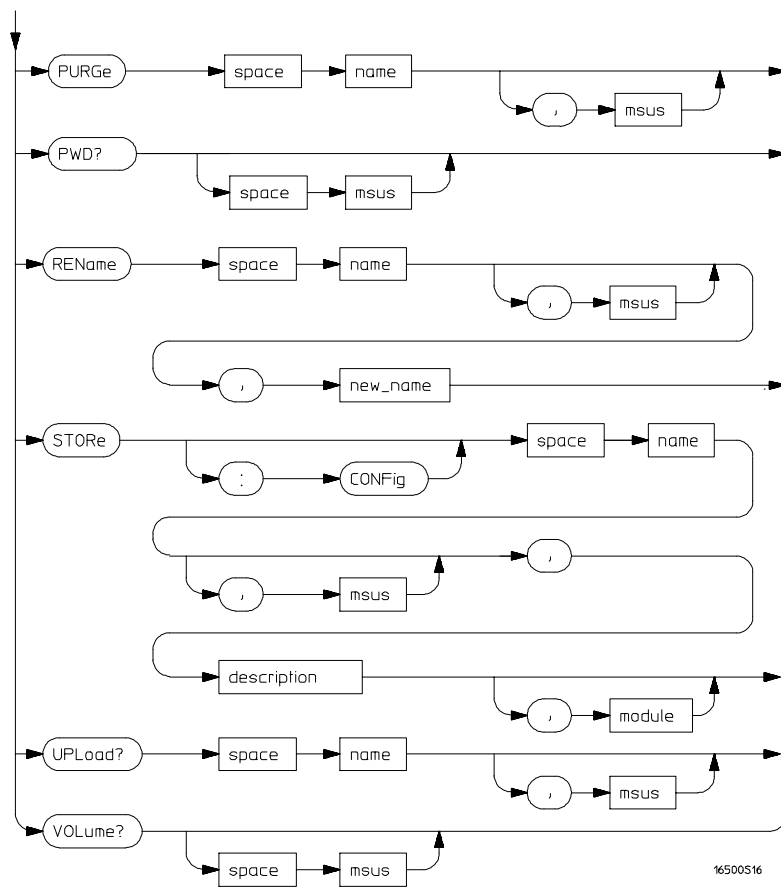 PURGe space name , msus
PWD? space msus
REName space name , msus
, new_name
STORe : CONFig space name
, msus ,
description , module
UPLoad? space name , msus
VOLume? space msus
16500S16